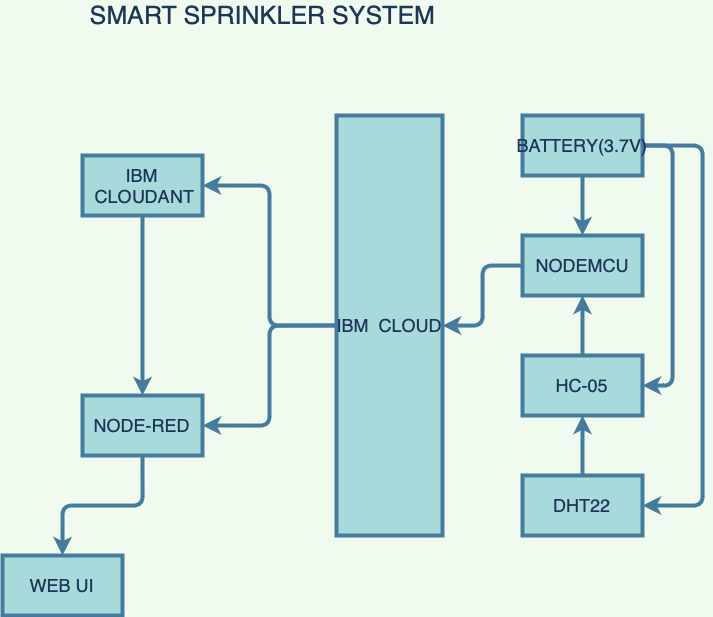 SMART SPRINKLER SYSTEM
BATTERY(3.7V)
IBM
CLOUDANT
NODEMCU
IBM CLOUD
HC-05
NODE-RED
DHT22
WEB UI